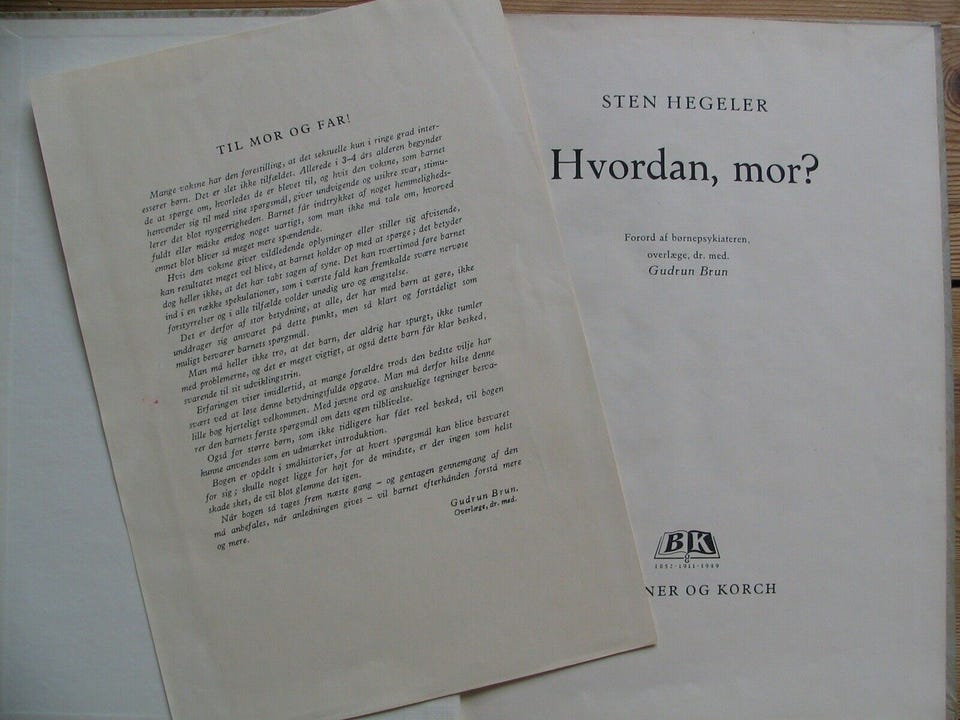 TIL MOR OG FAR!
Mange voksne har den forestilling, at det seksuelle kun i ringe grad inter-
esserer børn. Det er slet ikke tilfældet. Allerede i 3-4 års alderen begynder
de at spørge om, hvorledes de er blevet til, og hvis den voksne, som barnet
henvender sig til med sine spørgsmål, giver undvigende og usikre svar, stimu-
lerer det blot nysgerrigheden. Barnet får indtrykket af noget hemmeligheds-
fuldt eller måske endog noget uartigt, som man ikke må tale om, hvorved
emnet blot bliver så meget mere spændende.
Hvis den voksne giver vildledende oplysninger eller stiller sig afvisende,
kan resultatet meget vel blive, at barnet holder op med at spørge; det betyder
dog heller ikke, at det har tabt sagen af syne. Det kan tværtimod føre barnet
ind i en række spekulationer, som i værste fald kan fremkalde svære nervøse
forstyrrelser og i alle tilfælde volder unødig uro og ængstelse.
Det er derfor af stor betydning, at alle, der har med børn at gøre, ikke
unddrager sig ansvaret på dette punkt, men så klart og forståeligt som
muligt besvarer barnets spørgsmål.
Man må heller ikke tro, at det barn, der aldrig har spurgt, ikke tumler
med problemerne, og det er meget vigtigt, at også dette barn får klar besked,
svarende til sit udviklingstrin.
Erfaringen viser imidlertid, at mange forældre trods den bedste vilje har
svært ved at løse denne betydningsfulde opgave. Man må derfor hilse denne
lille bog hjerteligt velkommen. Med jævne ord og anskuelige tegninger besva-
rer den barnets første spørgsmål om dets egen tilblivelse.
Også for større børn, som ikke tidligere har fået reel besked, vil bogen
kunne anvendes som en udmærket introduktion.
Bogen er opdelt i småhistorier, for at hvert spørgsmål kan blive besvaret
for sig; skulle noget ligge for højt for de mindste, er der ingen som helst
skade sket, de vil blot glemme det igen.
Når bogen så tages frem næste gang – og gentagen gennemgang af den
må anbefales, når anledningen gives – vil barnet efterhånden forstå mere
og mere.
Gudrun Brun.
Overlæge, dr. med.
STEN HEGELER
Hvordan, mor?
Forord af børnepsykiateren,
overlæge, dr. med.
Gudrun Brun
BgK
1852·1911·1949
NER OG KORCH